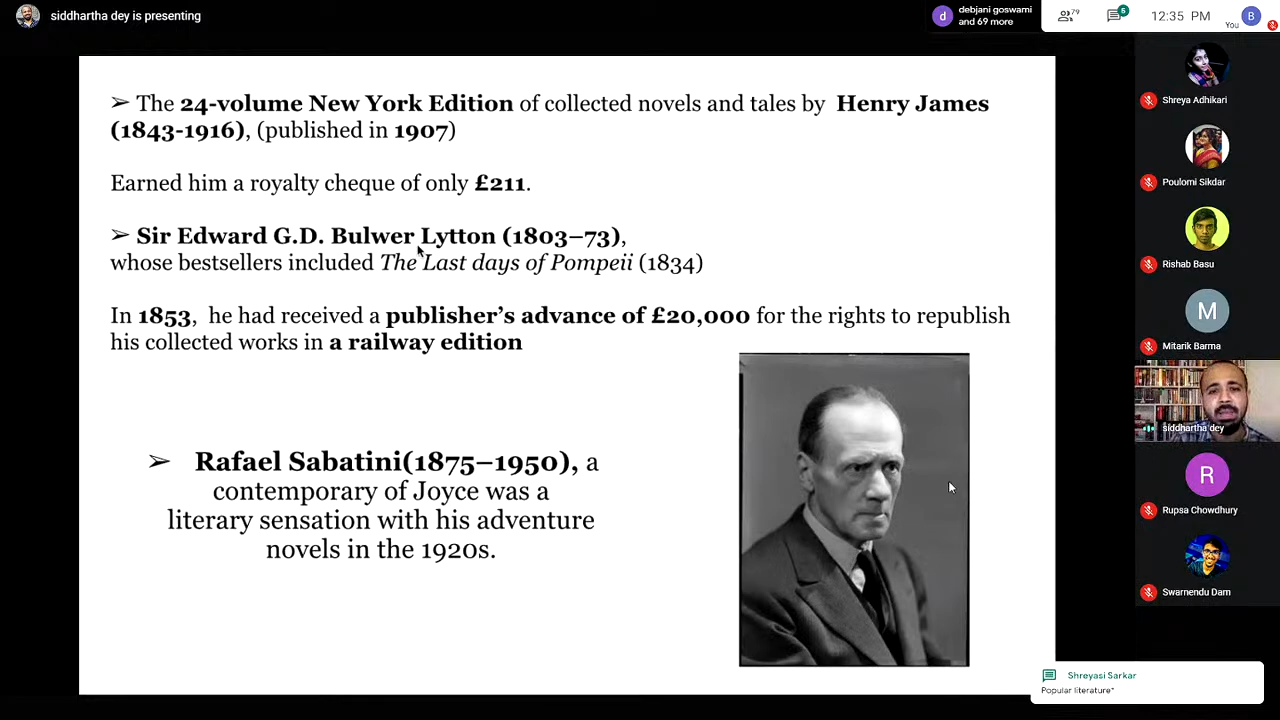 siddhartha dey is presenting
d
debjani goswami
and 69 more
79
5
12:35 PM
You
B
➢ The 24-volume New York Edition of collected novels and tales by Henry James
(1843-1916), (published in 1907)
Earned him a royalty cheque of only £211.
➢ Sir Edward G.D. Bulwer Lytton (1803–73),
whose bestsellers included The Last days of Pompeii (1834)
In 1853, he had received a publisher's advance of £20,000 for the rights to republish
his collected works in a railway edition
➢ Rafael Sabatini(1875–1950), a
contemporary of Joyce was a
literary sensation with his adventure
novels in the 1920s.
Shreya Adhikari
Poulomi Sikdar
Rishab Basu
M
Mitarik Barma
siddhartha dey
R
Rupsa Chowdhury
Swarnendu Dam
Shreyasi Sarkar
Popular literature*